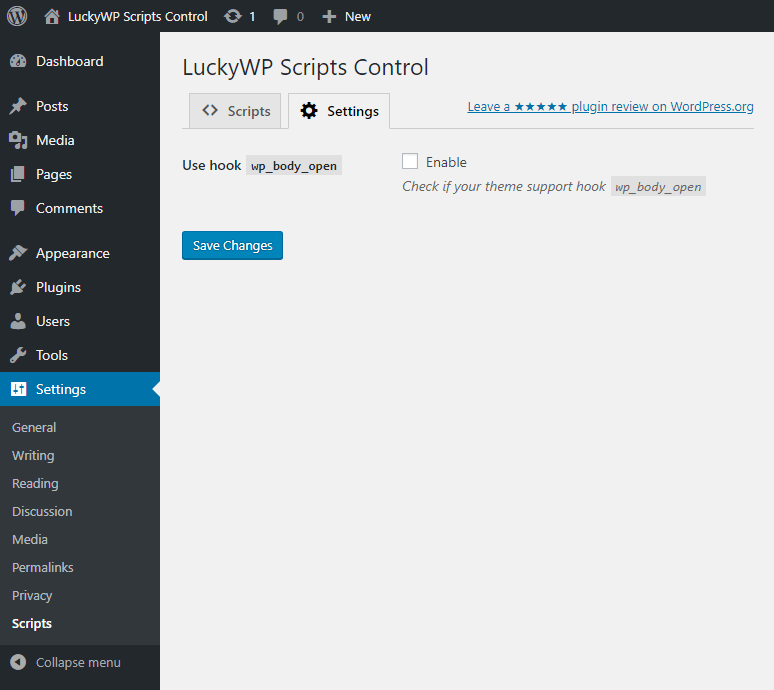 LuckyWP Scripts Control 1 0 New
Dashboard
Posts
Media
Pages
Comments
Appearance
Plugins
Users
Tools
Settings
General
Writing
Reading
Discussion
Media
Permalinks
Privacy
Scripts
Collapse menu
LuckyWP Scripts Control
Scripts Settings Leave a ★★★★★ plugin review on WordPress.org
Use hook wp_body_open Enable
Check if your theme support hook wp_body_open
Save Changes